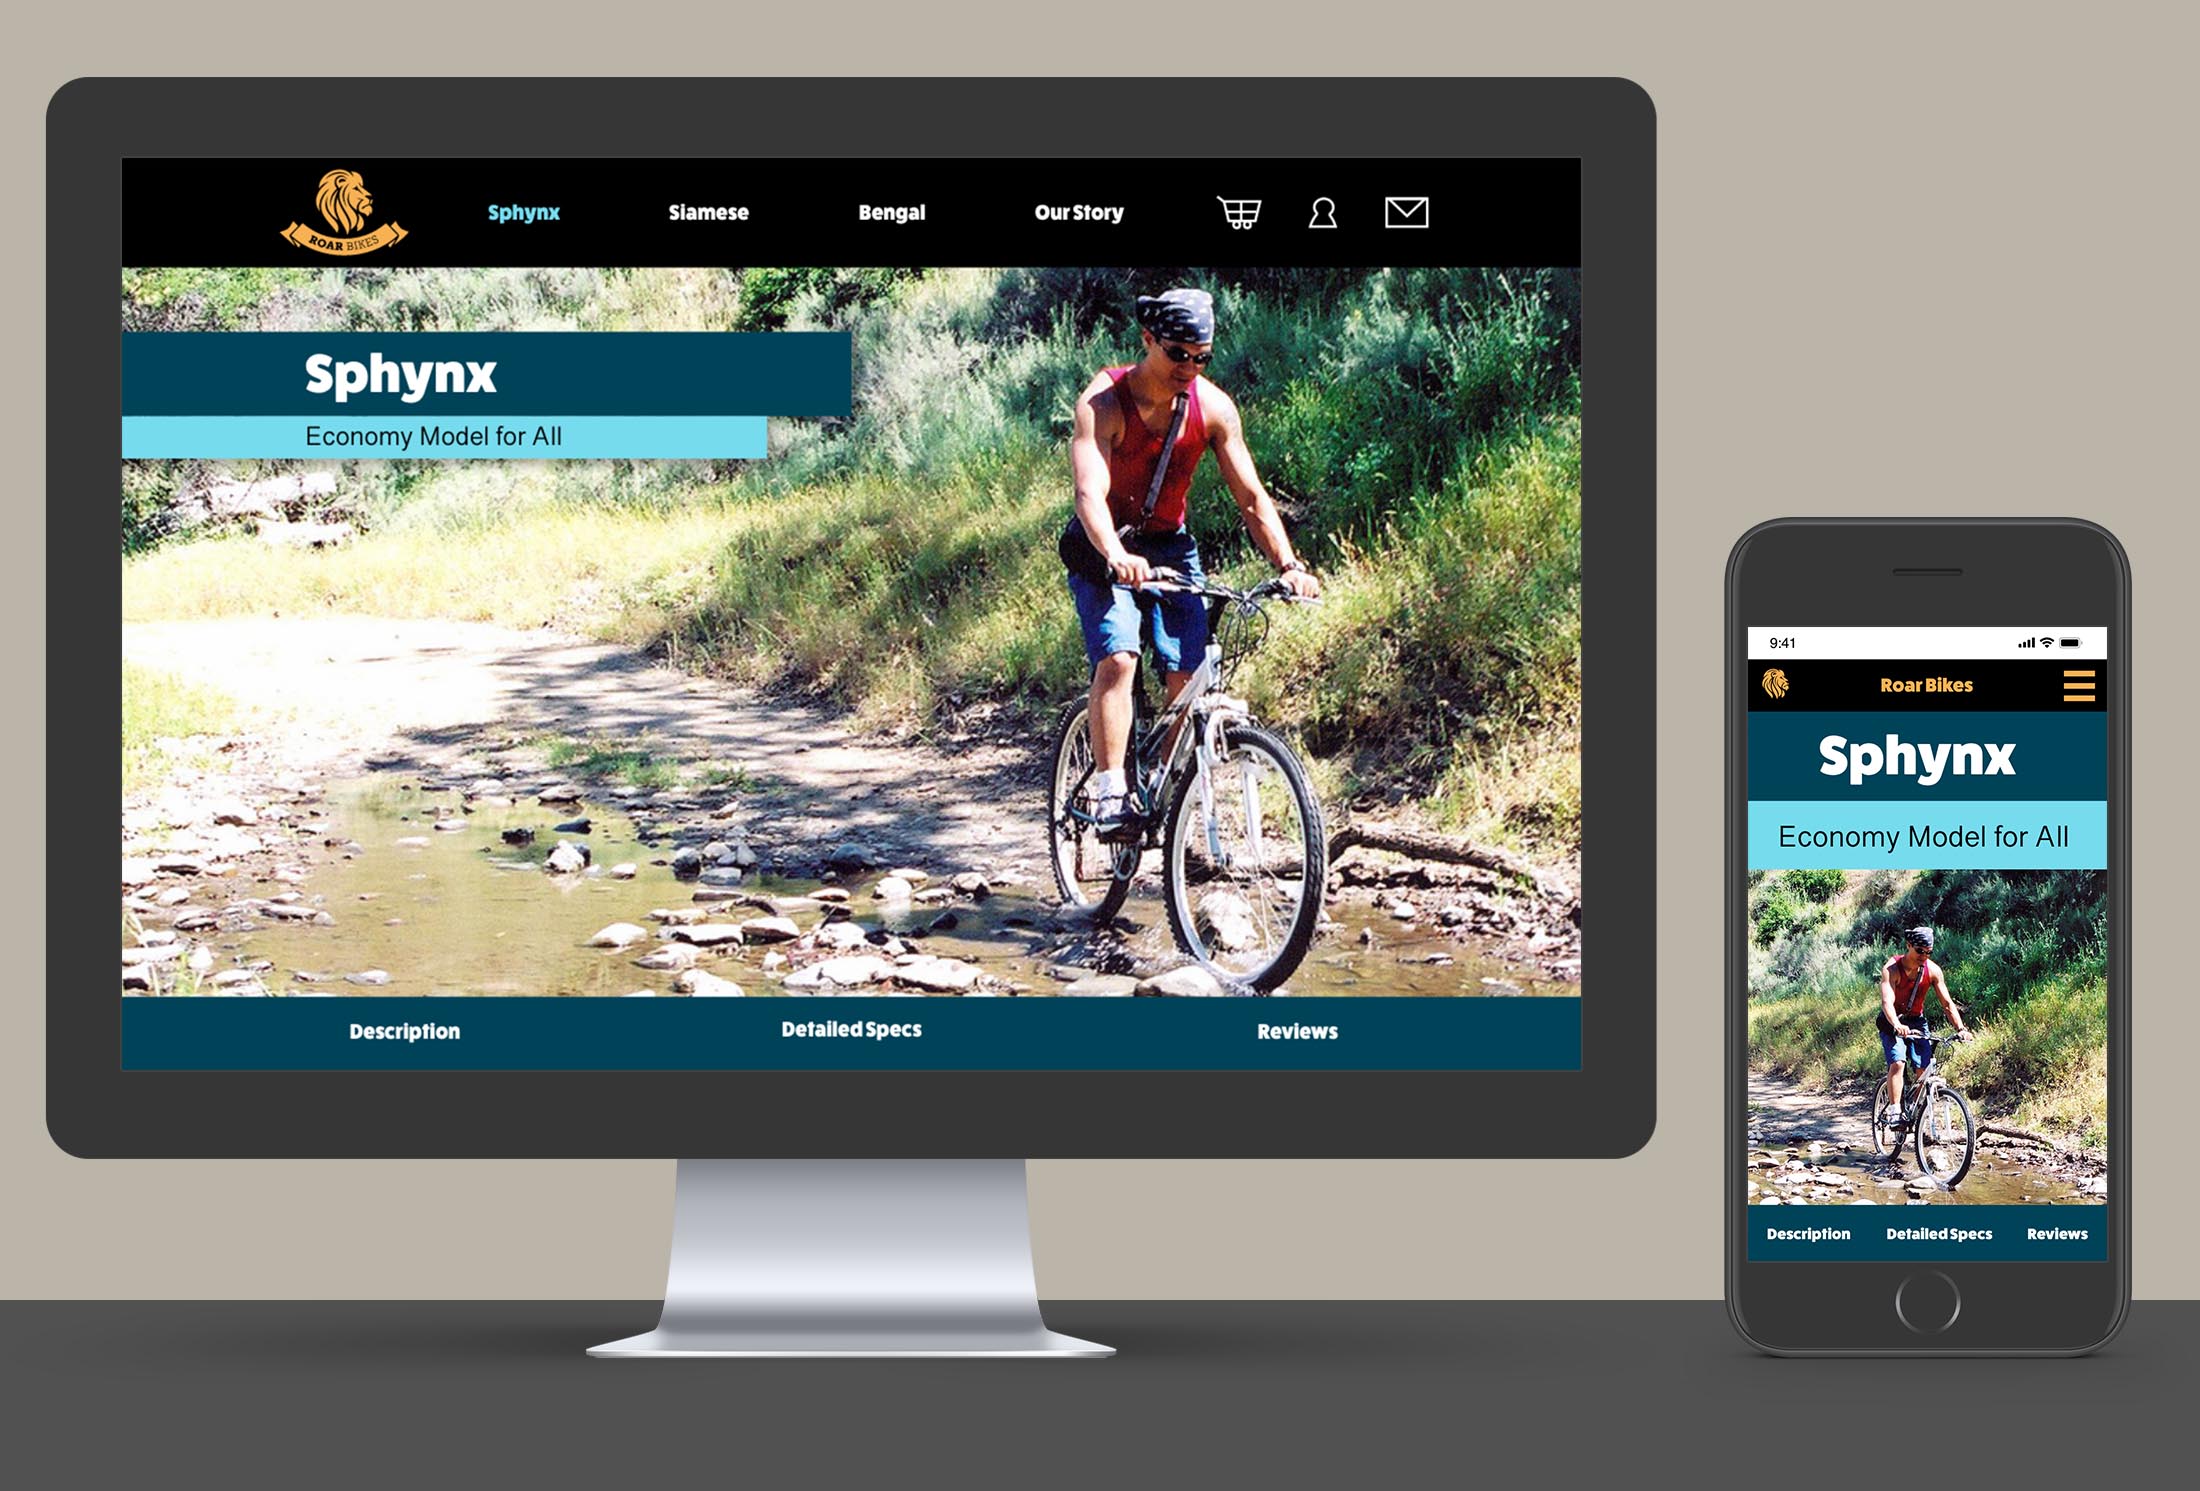 ROAR BIKES
Sphynx
Siamese
Bengal
Our Story
Sphynx
Economy Model for All
Description
Detailed Specs
Reviews
9:41
Roar Bikes
Sphynx
Economy Model for All
Description
Detailed Specs
Reviews